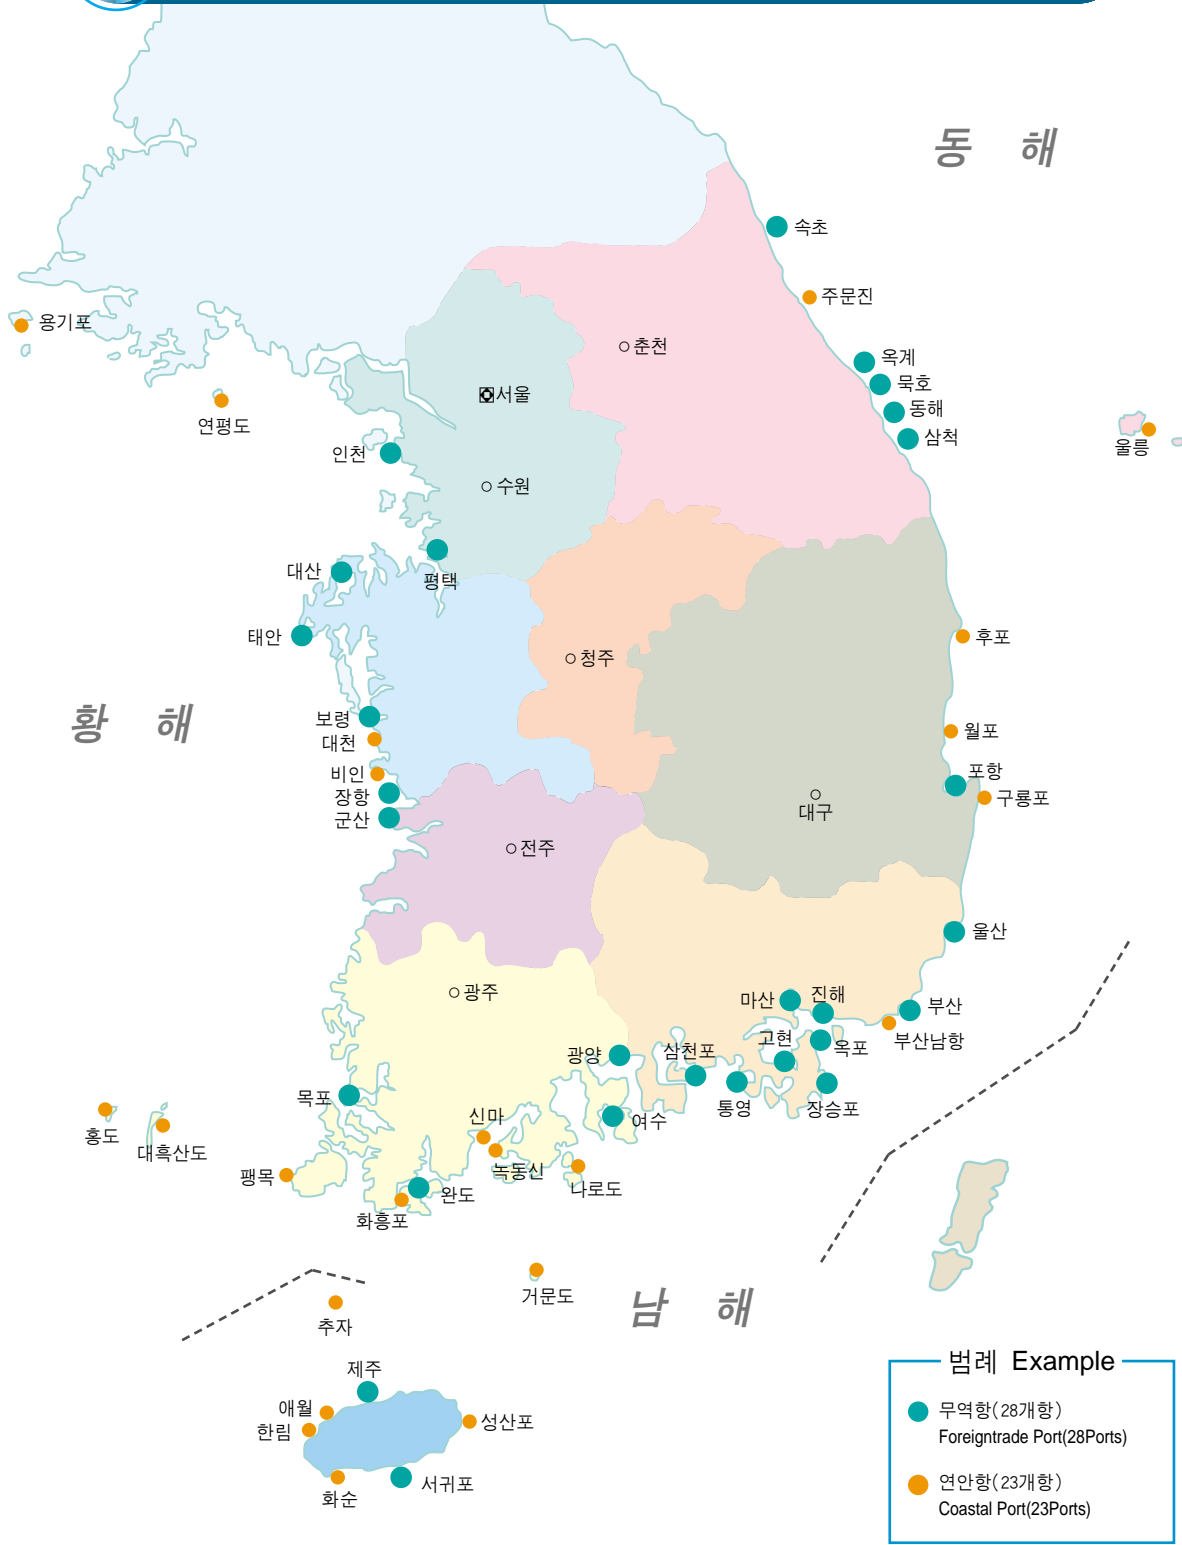 동 해
속초
주문진
용기포
춘천
옥계
묵호
서울
동해
연평도
삼척
울릉
인천
수원
대산
평택
태안
후포
청주
황 해
보령
월포
대천
비인
포항
장항
구룡포
군산
대구
전주
울산
광주
마산
진해
부산
고현
옥포
부산남항
광양
삼천포
목포
통영
장승포
신마
여수
홍도
대흑산도
녹동신
팽목
나로도
완도
화흥포
거문도
남 해
추자
제주
애월
한림
성산포
서귀포
화순
범례 Example
무역항(28개항)
Foreigntrade Port(28Ports)
연안항(23개항)
Coastal Port(23Ports)